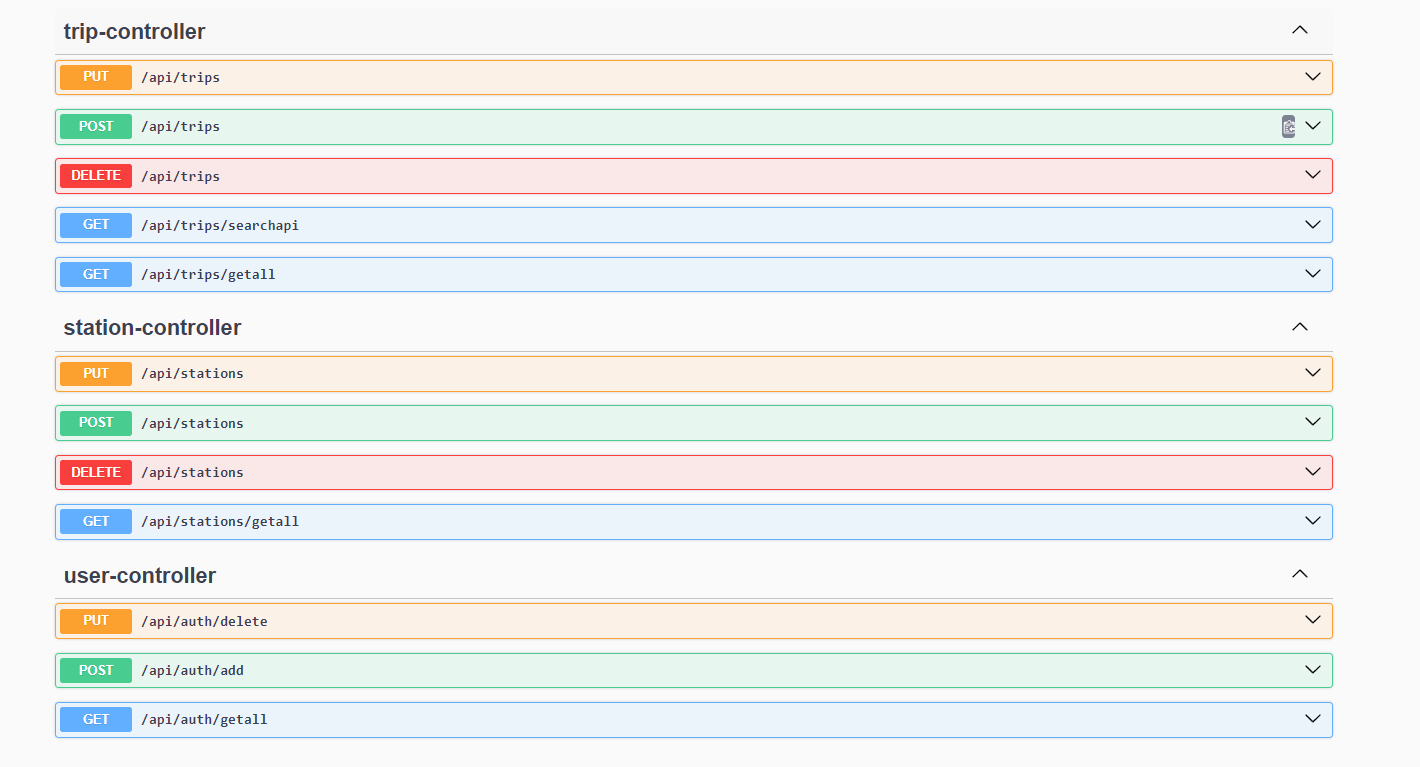 trip-controller
PUT /api/trips
POST /api/trips
DELETE /api/trips
GET /api/trips/searchapi
GET /api/trips/getall
station-controller
PUT /api/stations
POST /api/stations
DELETE /api/stations
GET /api/stations/getall
user-controller
PUT /api/auth/delete
POST /api/auth/add
GET /api/auth/getall